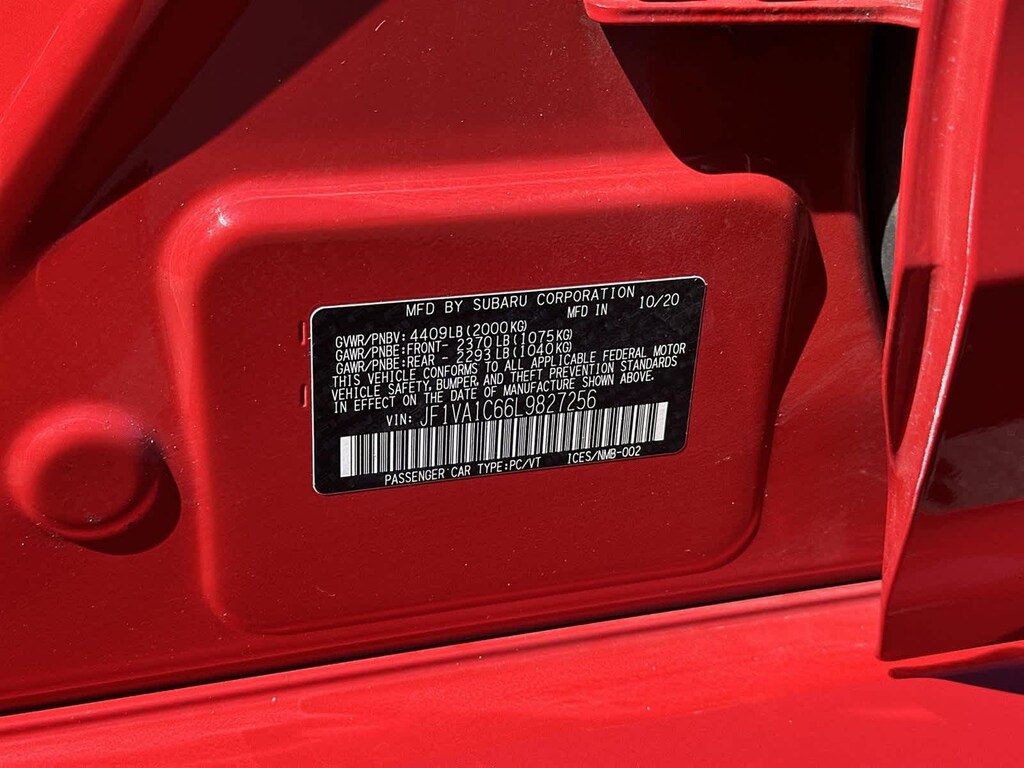 MFD BY SUBARU CORPORATION
MFD IN 10/20
GVWR/PNBV: 4409LB(2000KG)
GAWR/PNBE:FRONT- 2370LB(1075KG)
GAWR/PNBE:REAR - 2293LB(1040KG)
THIS VEHICLE CONFORMS TO ALL APPLICABLE FEDERAL MOTOR
VEHICLE SAFETY, BUMPER, AND THEFT PREVENTION STANDARDS
IN EFFECT ON THE DATE OF MANUFACTURE SHOWN ABOVE.
VIN: JF1VA1C66L9827256
PASSENGER CAR TYPE:PC/VT ICES/NMB-002